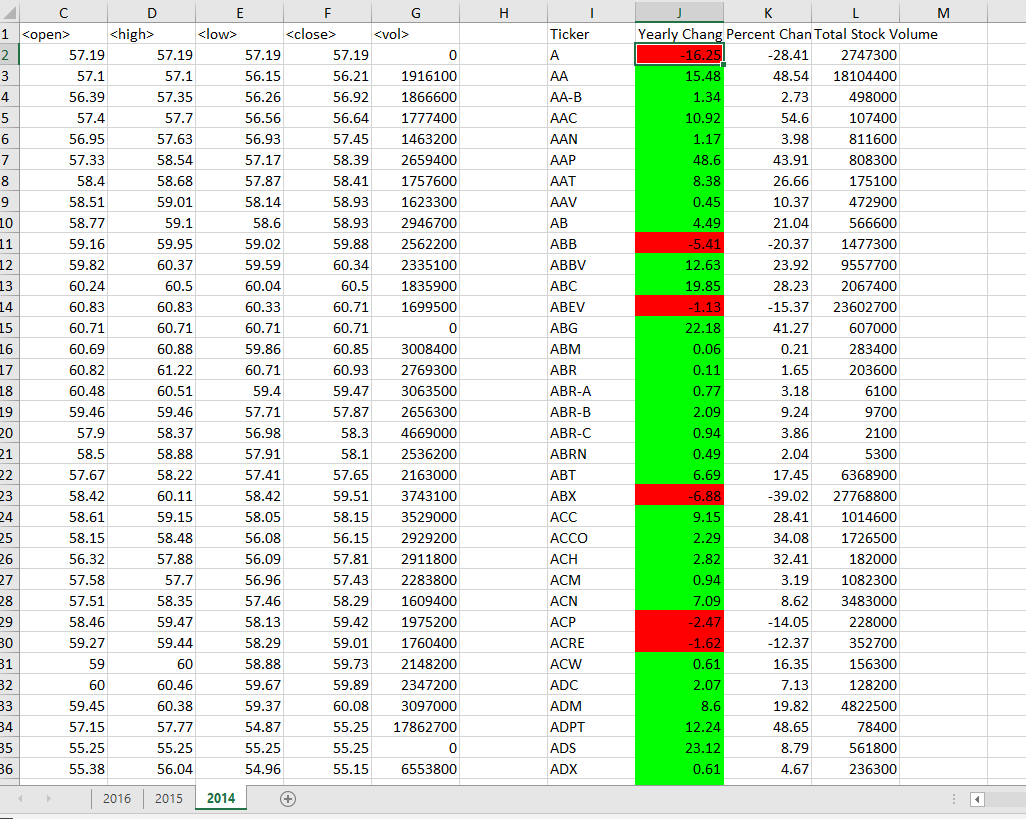 C D E F G H I J K L M
1 <open> <high> <low> <close> <vol> Ticker Yearly Chang Percent Chan Total Stock Volume
2 57.19 57.19 57.19 57.19 0 A -16.25 -28.41 2747300
3 57.1 57.1 56.15 56.21 1916100 AA 15.48 48.54 18104400
4 56.39 57.35 56.26 56.92 1866600 AA-B 1.34 2.73 498000
5 57.4 57.7 56.56 56.64 1777400 AAC 10.92 54.6 107400
6 56.95 57.63 56.93 57.45 1463200 AAN 1.17 3.98 811600
7 57.33 58.54 57.17 58.39 2659400 AAP 48.6 43.91 808300
8 58.4 58.68 57.87 58.41 1757600 AAT 8.38 26.66 175100
9 58.51 59.01 58.14 58.93 1623300 AAV 0.45 10.37 472900
10 58.77 59.1 58.6 58.93 2946700 AB 4.49 21.04 566600
11 59.16 59.95 59.02 59.88 2562200 ABB -5.41 -20.37 1477300
12 59.82 60.37 59.59 60.34 2335100 ABBV 12.63 23.92 9557700
13 60.24 60.5 60.04 60.5 1835900 ABC 19.85 28.23 2067400
14 60.83 60.83 60.33 60.71 1699500 ABEV -1.13 -15.37 23602700
15 60.71 60.71 60.71 60.71 0 ABG 22.18 41.27 607000
16 60.69 60.88 59.86 60.85 3008400 ABM 0.06 0.21 283400
17 60.82 61.22 60.71 60.93 2769300 ABR 0.11 1.65 203600
18 60.48 60.51 59.4 59.47 3063500 ABR-A 0.77 3.18 6100
19 59.46 59.46 57.71 57.87 2656300 ABR-B 2.09 9.24 9700
20 57.9 58.37 56.98 58.3 4669000 ABR-C 0.94 3.86 2100
21 58.5 58.88 57.91 58.1 2536200 ABRN 0.49 2.04 5300
22 57.67 58.22 57.41 57.65 2163000 ABT 6.69 17.45 6368900
23 58.42 60.11 58.42 59.51 3743100 ABX -6.88 -39.02 27768800
24 58.61 59.15 58.05 58.15 3529000 ACC 9.15 28.41 1014600
25 58.15 58.48 56.08 56.15 2929200 ACCO 2.29 34.08 1726500
26 56.32 57.88 56.09 57.81 2911800 ACH 2.82 32.41 182000
27 57.58 57.7 56.96 57.43 2283800 ACM 0.94 3.19 1082300
28 57.51 58.35 57.46 58.29 1609400 ACN 7.09 8.62 3483000
29 58.46 59.47 58.13 59.42 1975200 ACP -2.47 -14.05 228000
30 59.27 59.44 58.29 59.01 1760400 ACRE -1.62 -12.37 352700
31 59 60 58.88 59.73 2148200 ACW 0.61 16.35 156300
32 60 60.46 59.67 59.89 2347200 ADC 2.07 7.13 128200
33 59.45 60.38 59.37 60.08 3097000 ADM 8.6 19.82 4822500
34 57.15 57.77 54.87 55.25 17862700 ADPT 12.24 48.65 78400
35 55.25 55.25 55.25 55.25 0 ADS 23.12 8.79 561800
36 55.38 56.04 54.96 55.15 6553800 ADX 0.61 4.67 236300
2016 2015 2014